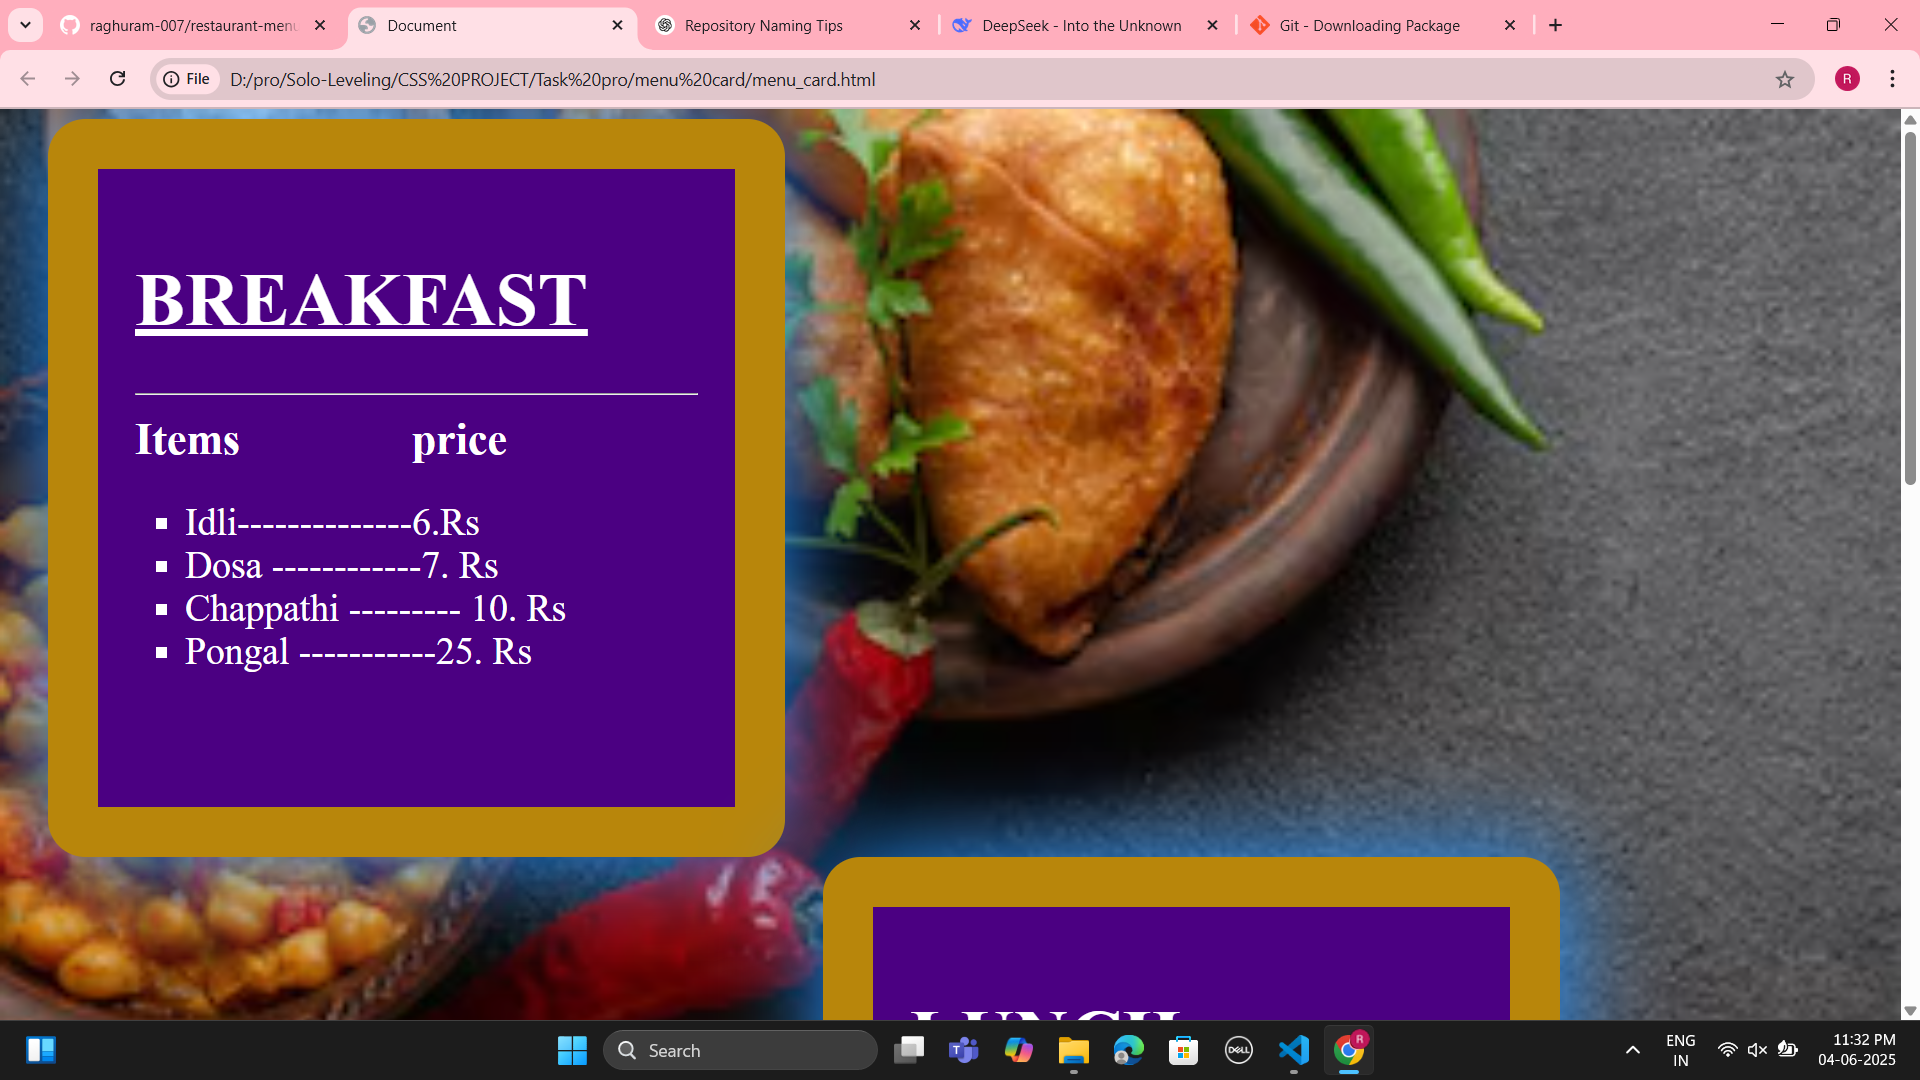 raghuram-007/restaurant-menu
Document
Repository Naming Tips
DeepSeek - Into the Unknown
Git - Downloading Package
File
D:/pro/Solo-Leveling/CSS%20PROJECT/Task%20pro/menu%20card/menu_card.html
R
BREAKFAST
Items price
Idli--------------6.Rs
Dosa ------------7. Rs
Chappathi --------- 10. Rs
Pongal -----------25. Rs
LUNCH
Search
T
DELL
R
ENG
IN
11:32 PM
04-06-2025